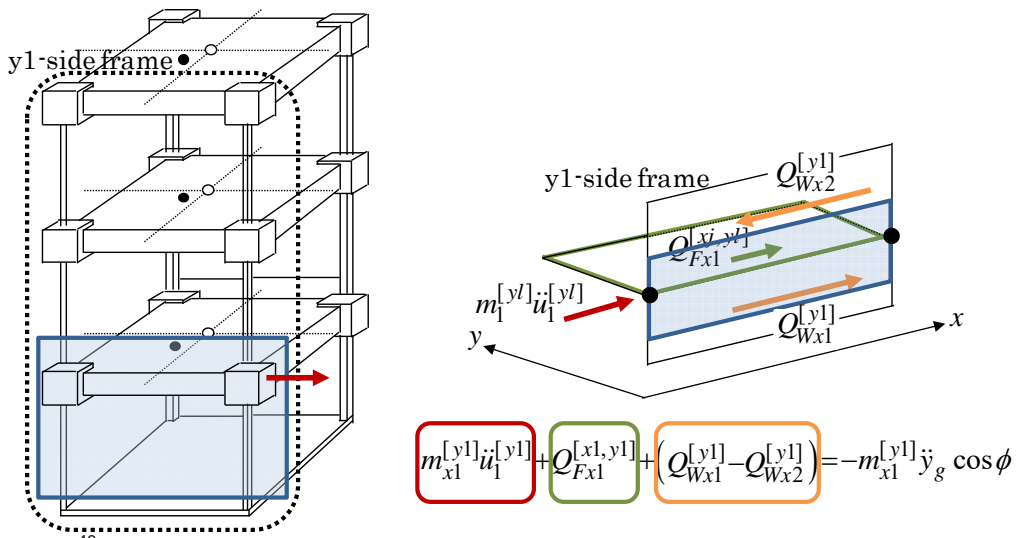 y1-side frame
y1-side frame
Q_{Wx2}^{[y1]}
Q_{Fx1}^{[xj,yl]}
m_1^{[yl]}ü_1^{[yl]}
Q_{Wx1}^{[y1]}
x
y
m_{x1}^{[y1]}ü_1^{[y1]}+Q_{Fx1}^{[x1,y1]}+(Q_{Wx1}^{[y1]}−Q_{Wx2}^{[y1]})=−m_{x1}^{[y1]}ÿ_g cosϕ